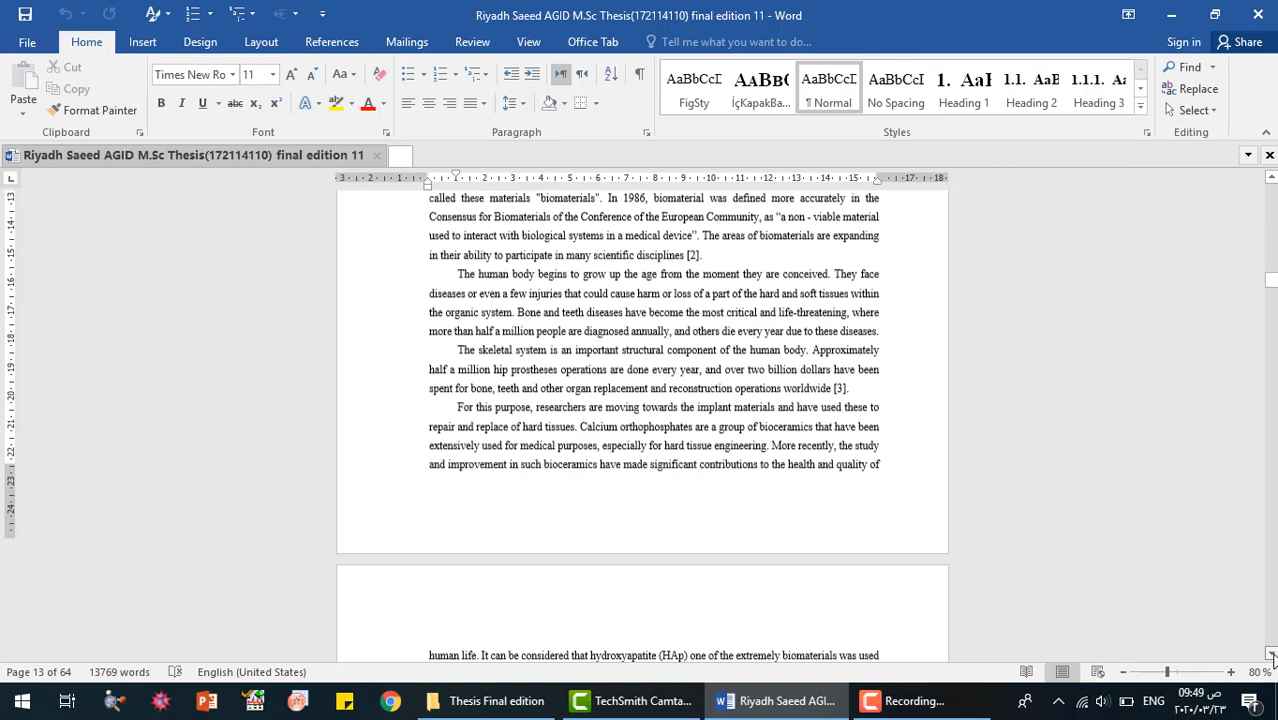 Riyadh Saeed AGID M.Sc Thesis(172114110) final edition 11 - Word
File Home Insert Design Layout References Mailings Review View Office Tab Tell me what you want to do... Sign in Share
Paste Cut Copy Format Painter
Clipboard
Times New Ro 11
Font
Paragraph
AaBbCcI AaBbC AaBbCcI AaBbCcI 1. AaI 1.1. AaB 1.1.1. Aa
FigSty İçKapakBa... ¶ Normal No Spacing Heading 1 Heading 2 Heading 3
Styles
Find
Replace
Select
Editing
Riyadh Saeed AGID M.Sc Thesis(172114110) final edition 11
called these materials "biomaterials". In 1986, biomaterial was defined more accurately in the
Consensus for Biomaterials of the Conference of the European Community, as “a non - viable material
used to interact with biological systems in a medical device”. The areas of biomaterials are expanding
in their ability to participate in many scientific disciplines [2].
The human body begins to grow up the age from the moment they are conceived. They face
diseases or even a few injuries that could cause harm or loss of a part of the hard and soft tissues within
the organic system. Bone and teeth diseases have become the most critical and life-threatening, where
more than half a million people are diagnosed annually, and others die every year due to these diseases.
The skeletal system is an important structural component of the human body. Approximately
half a million hip prostheses operations are done every year, and over two billion dollars have been
spent for bone, teeth and other organ replacement and reconstruction operations worldwide [3].
For this purpose, researchers are moving towards the implant materials and have used these to
repair and replace of hard tissues. Calcium orthophosphates are a group of bioceramics that have been
extensively used for medical purposes, especially for hard tissue engineering. More recently, the study
and improvement in such bioceramics have made significant contributions to the health and quality of
human life. It can be considered that hydroxyapatite (HAp) one of the extremely biomaterials was used
Page 13 of 64 13769 words English (United States) 80 %
Thesis Final edition TechSmith Camta... Riyadh Saeed AGI... Recording... ENG
ص 09:49
٢٠٢٠/٠٣/٢٣